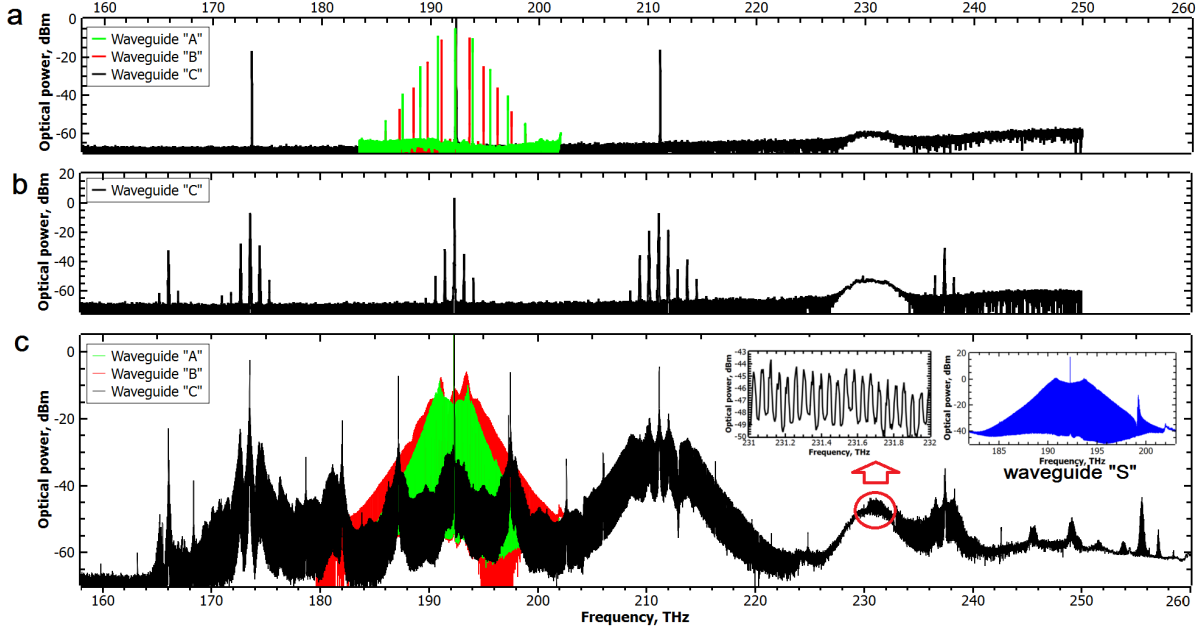 160 170 180 190 200 210 220 230 240 250 260
a
Optical power, dBm
0
-20
-40
-60
Waveguide "A"
Waveguide "B"
Waveguide "C"
b
Optical power, dBm
20
0
-20
-40
-60
Waveguide "C"
c
Optical power, dBm
0
-20
-40
-60
Waveguide "A"
Waveguide "B"
Waveguide "C"
Optical power, dBm
-43
-44
-45
-46
-47
-48
-49
-50
231 231.2 231.4 231.6 231.8 232
Frequency, THz
Optical power, dBm
20
0
-20
-40
185 190 195 200
Frequency, THz
waveguide "S"
160 170 180 190 200 210 220 230 240 250 260
Frequency, THz